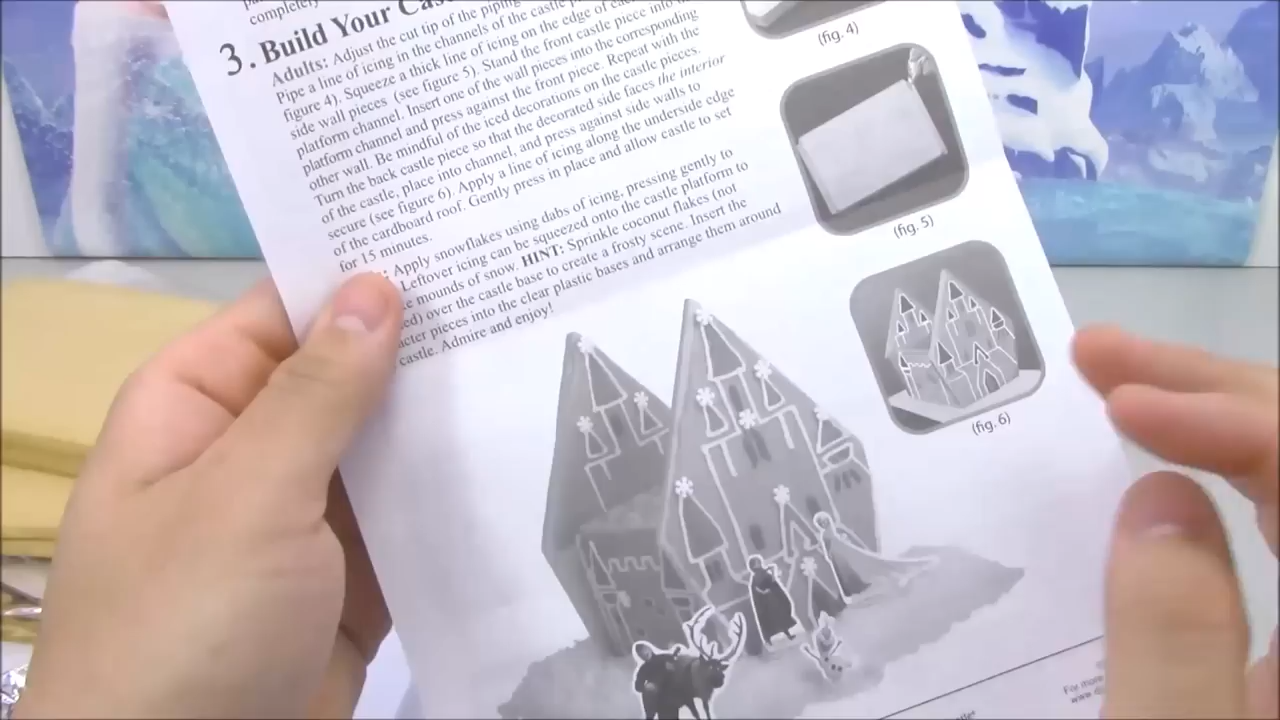 completely
3. Build Your Cas
Adults: Adjust the cut tip of the piping
Pipe a line of icing in the channels of the castle
figure 4). Squeeze a thick line of icing on the edge of
side wall pieces (see figure 5). Stand the front castle piece into
platform channel. Insert one of the wall pieces into the corresponding
platform channel and press against the front piece. Repeat with the
other wall. Be mindful of the iced decorations on the castle pieces.
Turn the back castle piece so that the decorated side faces the interior
of the castle, place into channel, and press against side walls to
secure (see figure 6). Apply a line of icing along the underside edge
of the cardboard roof. Gently press in place and allow castle to set
for 15 minutes.
Apply snowflakes using dabs of icing, pressing gently to
Leftover icing can be squeezed onto the castle platform to
mounds of snow. HINT: Sprinkle coconut flakes (not
ed) over the castle base to create a frosty scene. Insert the
acter pieces into the clear plastic bases and arrange them around
castle. Admire and enjoy!
(fig. 4)
(fig. 5)
(fig. 6)
For more
www.